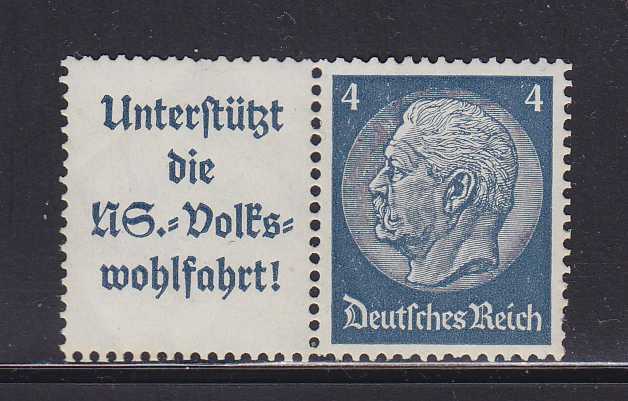 Unterstützt
die
NS.-Volks-
wohlfahrt!
4 4
Deutsches Reich